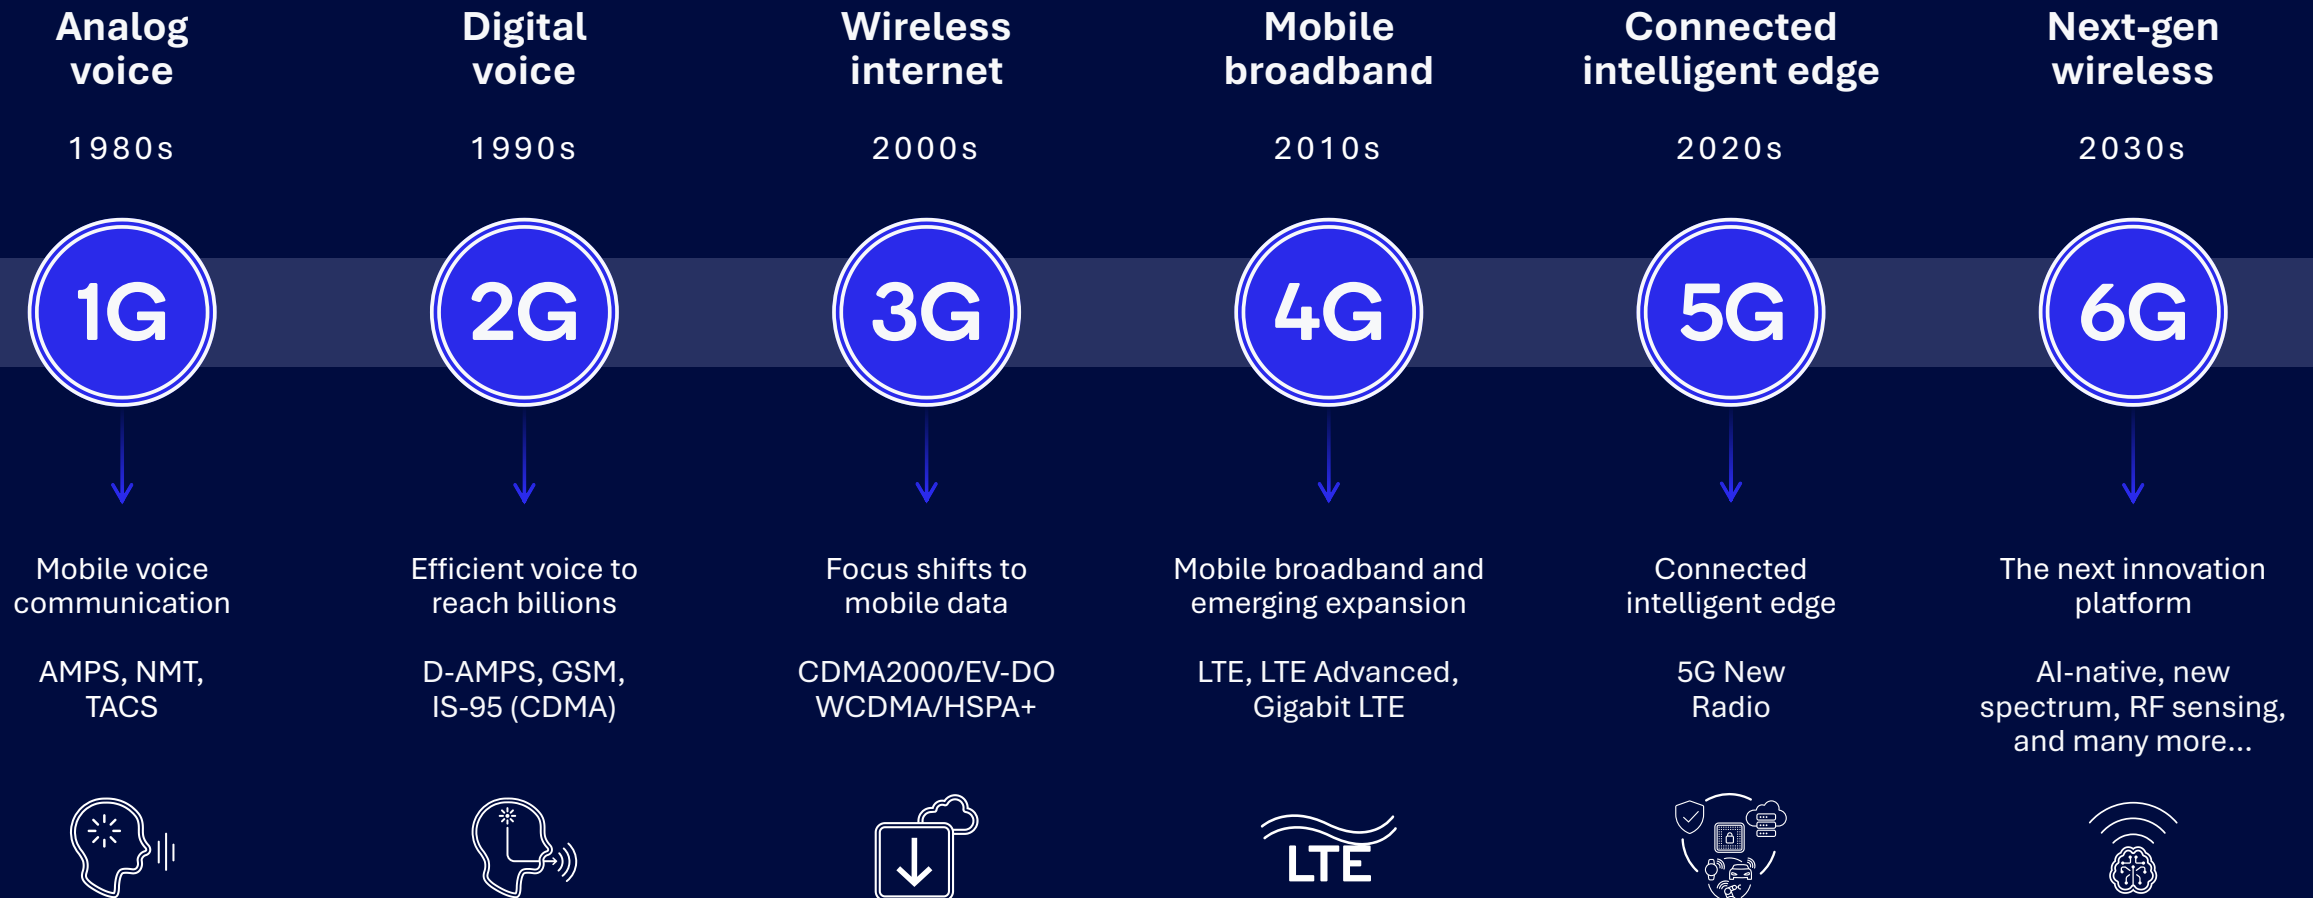 Analog
voice
1980s
1G
Mobile voice
communication
AMPS, NMT,
TACS
Digital
voice
1990s
2G
Efficient voice to
reach billions
D-AMPS, GSM,
IS-95 (CDMA)
Wireless
internet
2000s
3G
Focus shifts to
mobile data
CDMA2000/EV-DO
WCDMA/HSPA+
Mobile
broadband
2010s
4G
Mobile broadband and
emerging expansion
LTE, LTE Advanced,
Gigabit LTE
LTE
Connected
intelligent edge
2020s
5G
Connected
intelligent edge
5G New
Radio
Next-gen
wireless
2030s
6G
The next innovation
platform
AI-native, new
spectrum, RF sensing,
and many more...